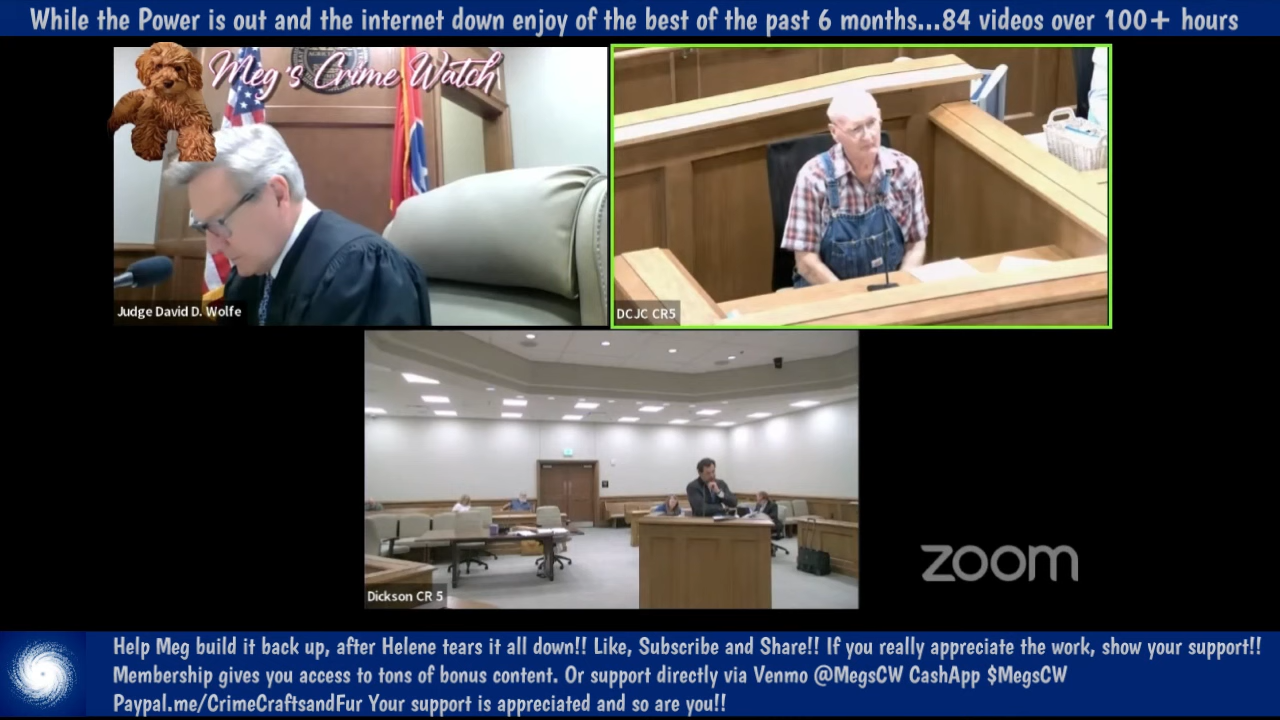 While the Power is out and the internet down enjoy of the best of the past 6 months...84 videos over 100+ hours
Meg's Crime Watch
Judge David D. Wolfe
DCJC CR5
Dickson CR 5
zoom
Help Meg build it back up, after Helene tears it all down!! Like, Subscribe and Share!! If you really appreciate the work, show your support!!
Membership gives you access to tons of bonus content. Or support directly via Venmo @MegsCW CashApp $MegsCW
Paypal.me/CrimeCraftsandFur Your support is appreciated and so are you!!